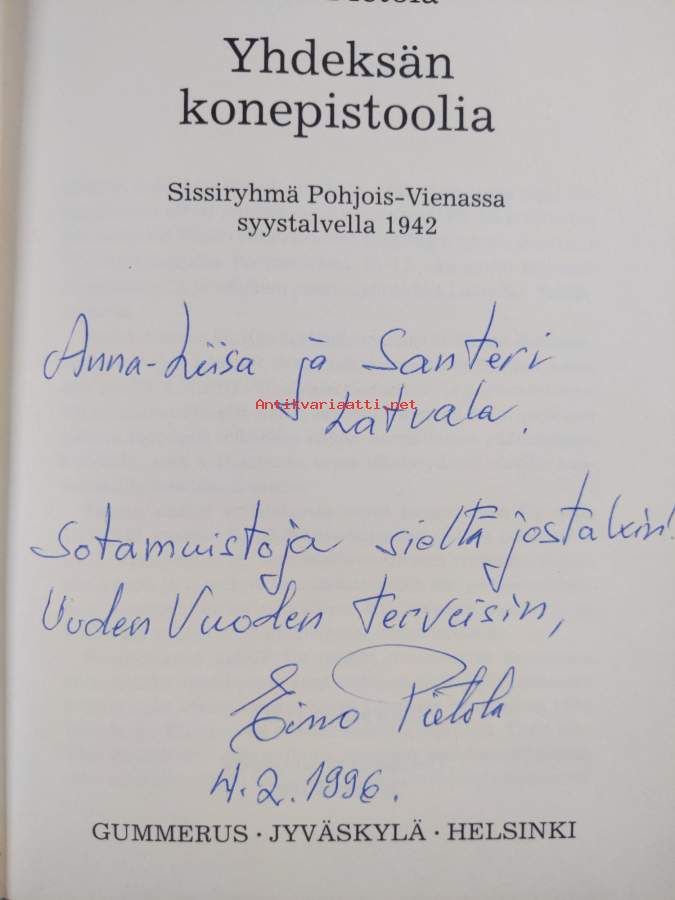 Yhdeksän
konepistoolia
Sissiryhmä Pohjois-Vienassa
syystalvella 1942
Anna-Liisa ja Santeri
Antikvariaatti.net
Latvala.
Sotamuistoja sieltä jostakin!
Uuden Vuoden terveisin,
Eino Pietola
4.2.1996.
GUMMERUS · JYVÄSKYLÄ · HELSINKI